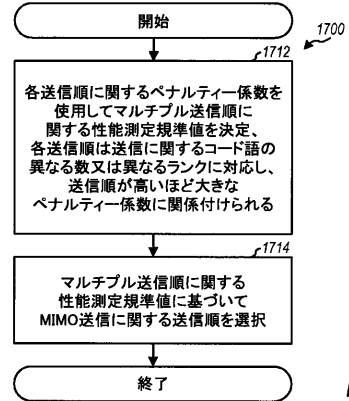 開始
1700
1712
各送信順に関するペナルティー係数を
使用してマルチプル送信順に
関する性能測定規準値を決定、
各送信順は送信に関するコード語の
異なる数又は異なるランクに対応し、
送信順が高いほど大きな
ペナルティー係数に関係付けられる
1714
マルチプル送信順に関する
性能測定規準値に基づいて
MIMO送信に関する送信順を選択
終了